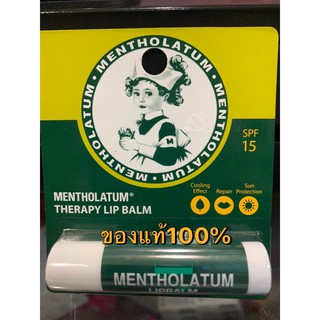 MENTHOLATUM · MENTHOLATUM · MENTHOLATUM
M
SPF
15
Cooling
Effect
Repair
Sun
Protection
MENTHOLATUM®
THERAPY LIP BALM
ของแท้100%
MENTHOLATUM
LIPBALM